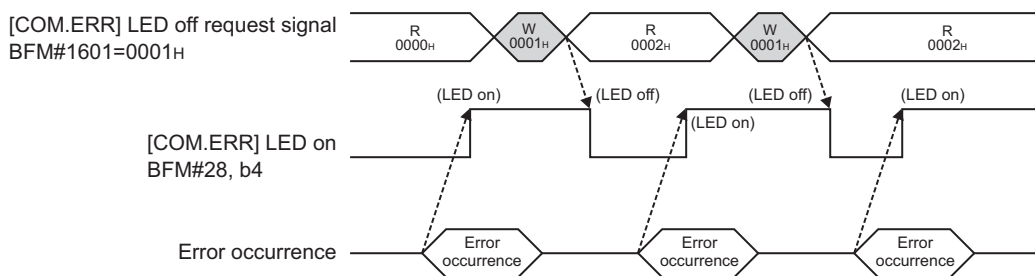 [COM.ERR] LED off request signal
BFM#1601=0001H
R
0000H
W
0001H
R
0002H
W
0001H
R
0002H
(LED on)
(LED off)
(LED on)
(LED off)
(LED on)
[COM.ERR] LED on
BFM#28, b4
Error occurrence
Error
occurrence
Error
occurrence
Error
occurrence